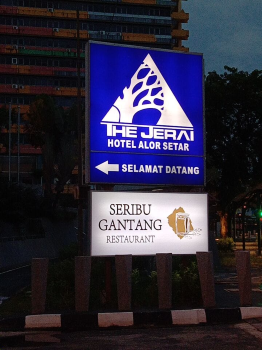 THE JERAI
HOTEL ALOR SETAR
SELAMAT DATANG
SERIBU
GANTANG
RESTAURANT